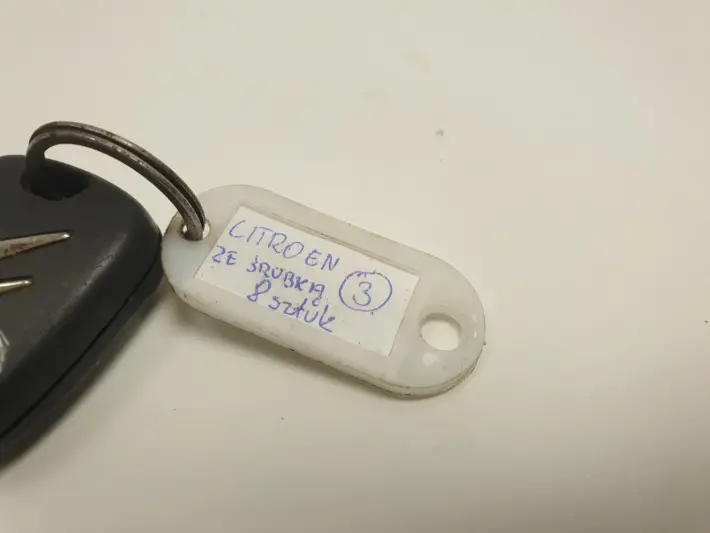 CITROEN
ZE ŚRUBKĄ
8 sztuk
3